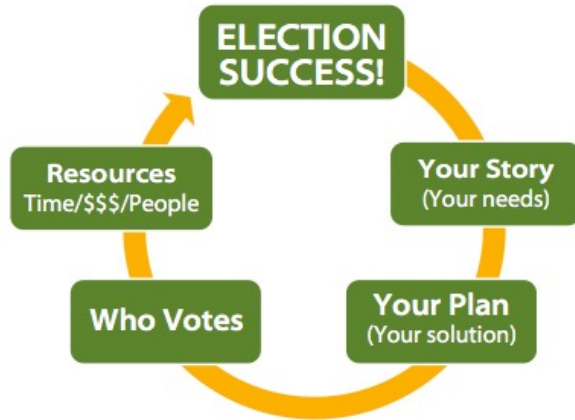 ELECTION
SUCCESS!
Your Story
(Your needs)
Your Plan
(Your solution)
Who Votes
Resources
Time/$$$/People